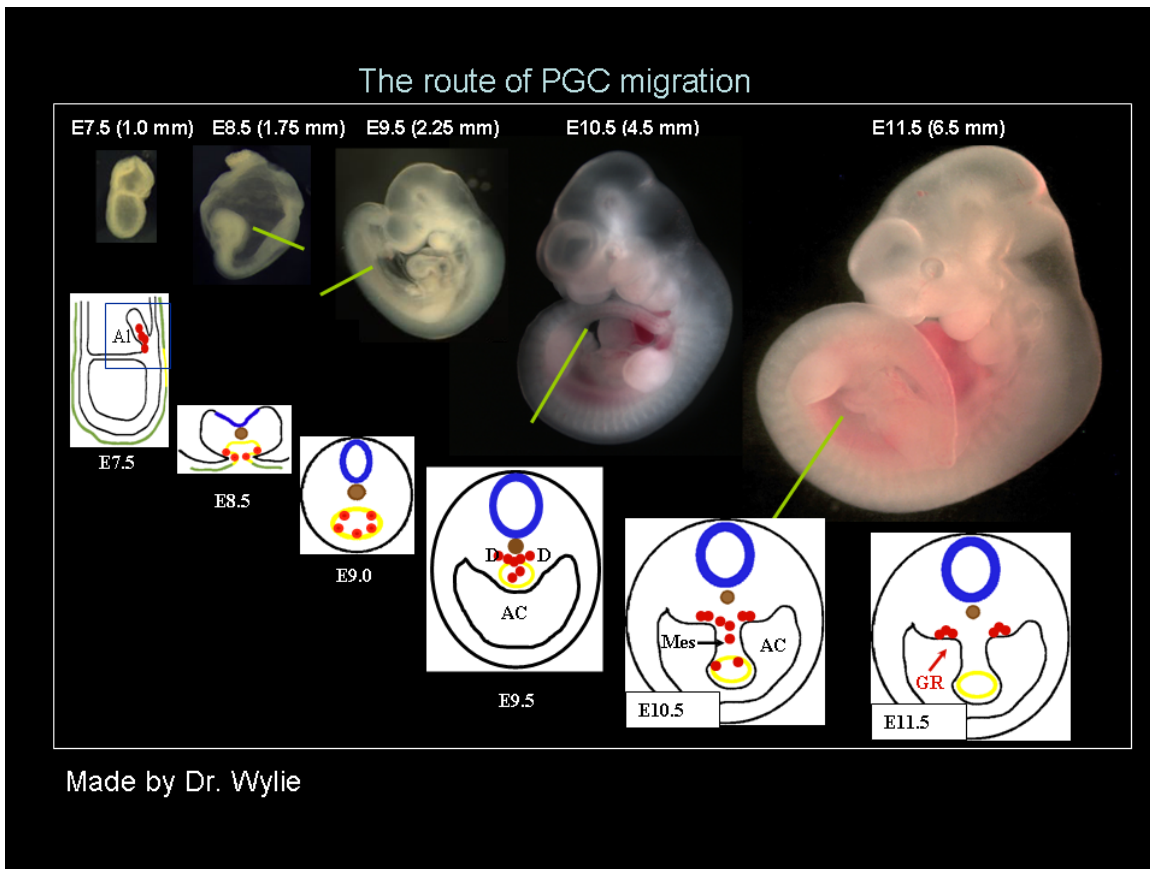 The route of PGC migration
E7.5 (1.0 mm) E8.5 (1.75 mm) E9.5 (2.25 mm) E10.5 (4.5 mm) E11.5 (6.5 mm)
Al
E7.5
E8.5
E9.0
D D
AC
E9.5
Mes AC
E10.5
GR
E11.5
Made by Dr. Wylie